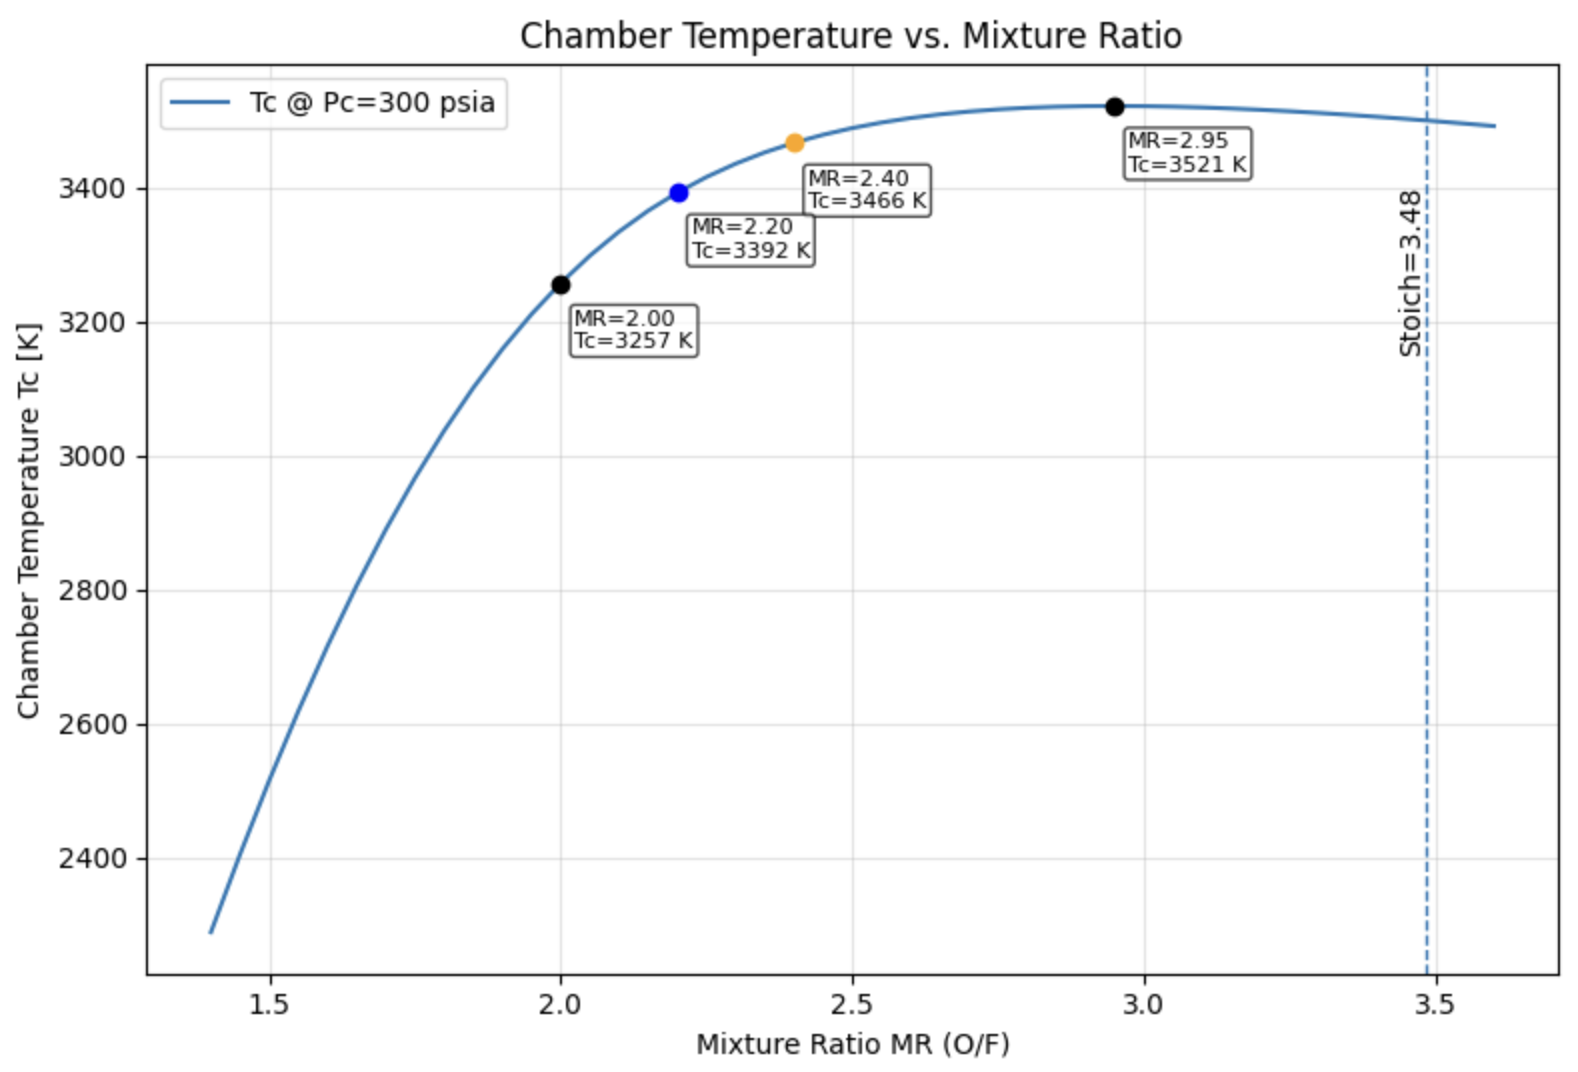 Chamber Temperature vs. Mixture Ratio
Tc @ Pc=300 psia
MR=2.95
Tc=3521 K
MR=2.40
Tc=3466 K
MR=2.20
Tc=3392 K
MR=2.00
Tc=3257 K
Stoich=3.48
Chamber Temperature Tc [K]
3400
3200
3000
2800
2600
2400
1.5
2.0
2.5
3.0
3.5
Mixture Ratio MR (O/F)